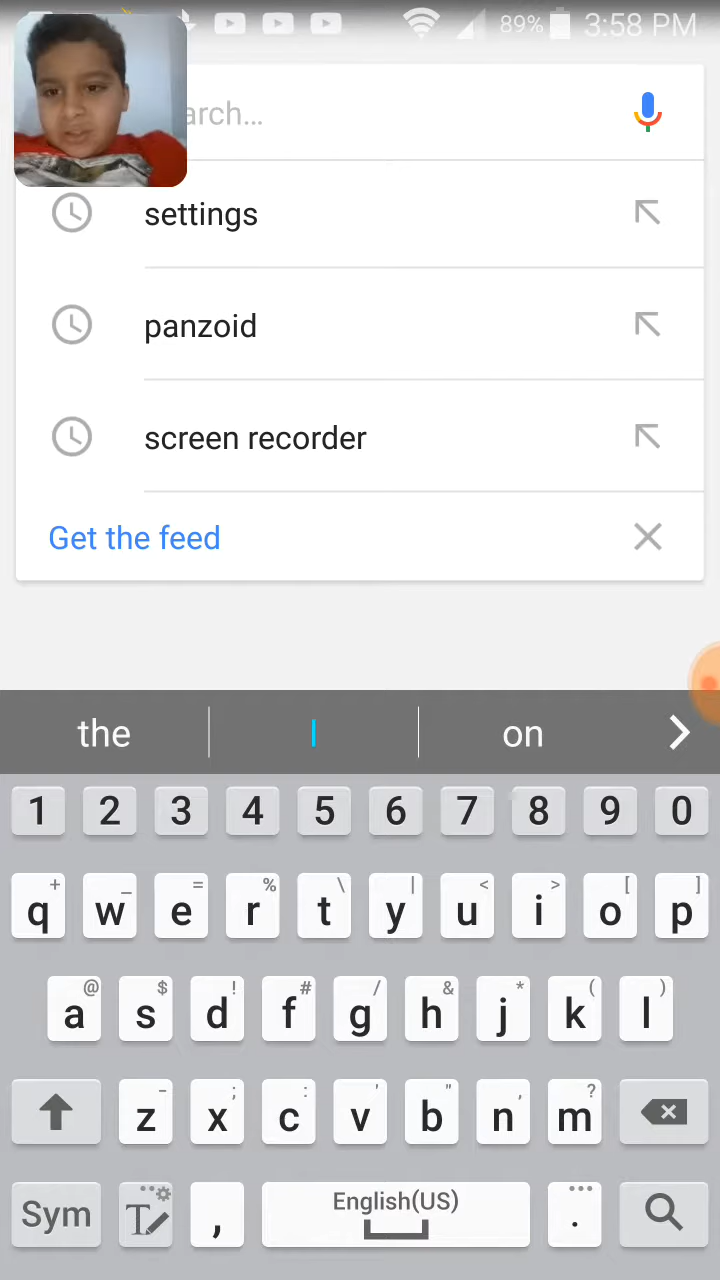 89% 3:58 PM
arch...
settings
panzoid
screen recorder
Get the feed
the I on
1 2 3 4 5 6 7 8 9 0
+ _ = % \ | < > [ ]
q w e r t y u i o p
@ $ ! # / & * ( )
a s d f g h j k l
- ; : ' " , ?
z x c v b n m
English(US)
Sym T , .